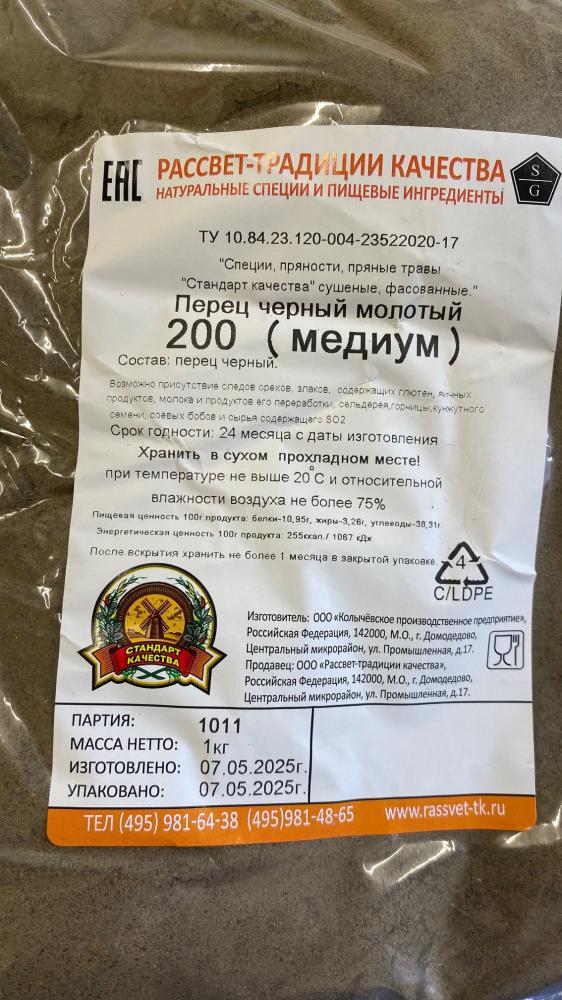 ЕАС
РАССВЕТ-ТРАДИЦИИ КАЧЕСТВА
НАТУРАЛЬНЫЕ СПЕЦИИ И ПИЩЕВЫЕ ИНГРЕДИЕНТЫ
S
G
ТУ 10.84.23.120-004-23522020-17
"Специи, пряности, пряные травы
"Стандарт качества" сушеные, фасованные."
Перец черный молотый
200 (медиум)
Состав: перец черный.
Возможно присутствие следов орехов, злаков, содержащих глютен, яичных
продуктов, молока и продуктов его переработки, сельдерея,горчицы,кунжутного
семени, соевых бобов и сырья содержащего SO2
Срок годности: 24 месяца с даты изготовления
Хранить в сухом прохладном месте!
при температуре не выше 20°С и относительной
влажности воздуха не более 75%
Пищевая ценность 100г продукта: белки-10,95г, жиры-3,26г, углеводы-38,31г.
Энергетическая ценность 100г продукта: 255ккал./ 1067 кДж
После вскрытия хранить не более 1 месяца в закрытой упаковке.
4
C/LDPE
СТАНДАРТ
КАЧЕСТВА
Изготовитель: ООО «Колычёвское производственное предприятие»,
Российская Федерация, 142000, М.О., г. Домодедово,
Центральный микрорайон, ул. Промышленная, д.17.
Продавец: ООО «Рассвет-традиции качества»,
Российская Федерация, 142000, М.О., г. Домодедово,
Центральный микрорайон, ул. Промышленная, д.17.
ПАРТИЯ: 1011
МАССА НЕТТО: 1кг
ИЗГОТОВЛЕНО: 07.05.2025г.
УПАКОВАНО: 07.05.2025г.
ТЕЛ (495) 981-64-38 (495)981-48-65 www.rassvet-tk.ru